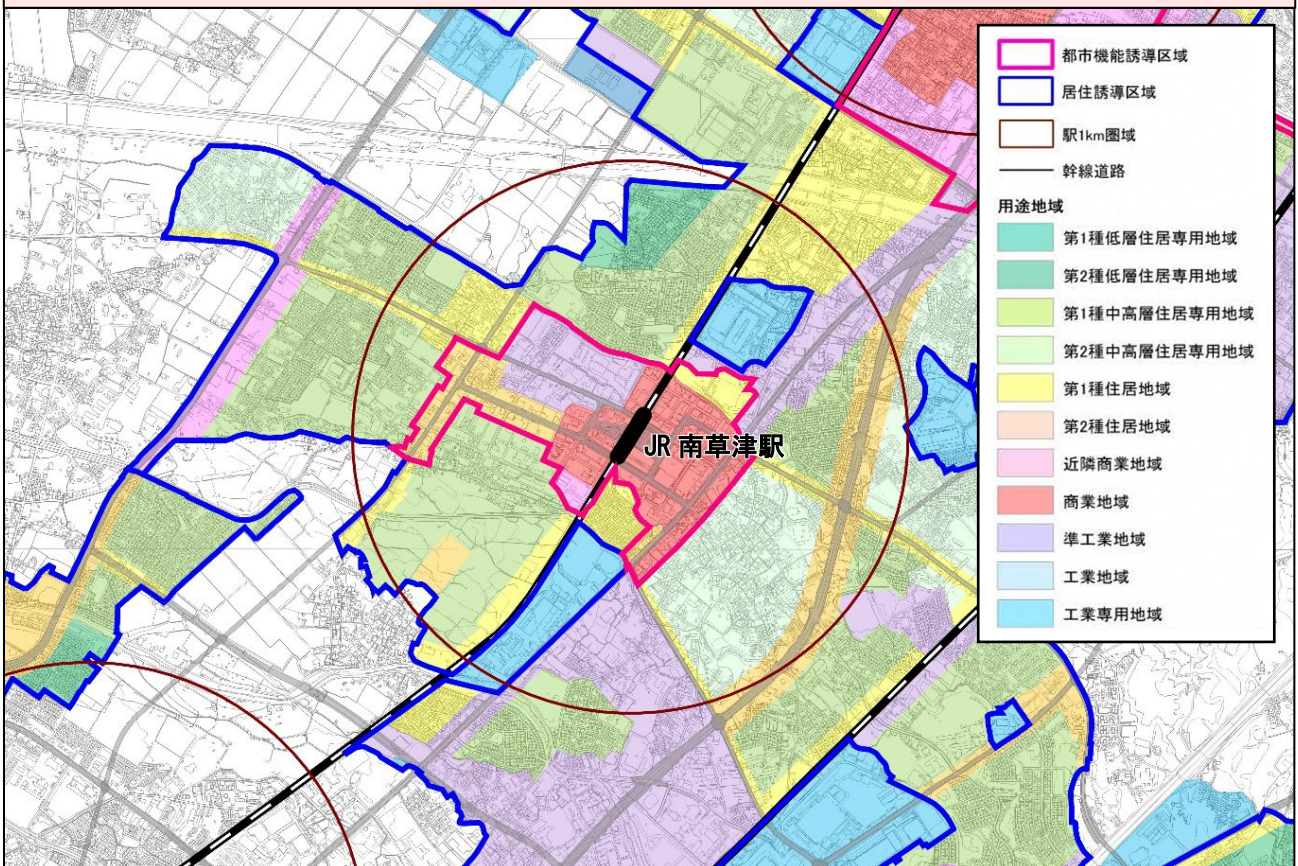 都市機能誘導区域
居住誘導区域
駅1km圏域
幹線道路
用途地域
第1種低層住居専用地域
第2種低層住居専用地域
第1種中高層住居専用地域
第2種中高層住居専用地域
第1種住居地域
第2種住居地域
近隣商業地域
商業地域
準工業地域
工業地域
工業専用地域
JR 南草津駅